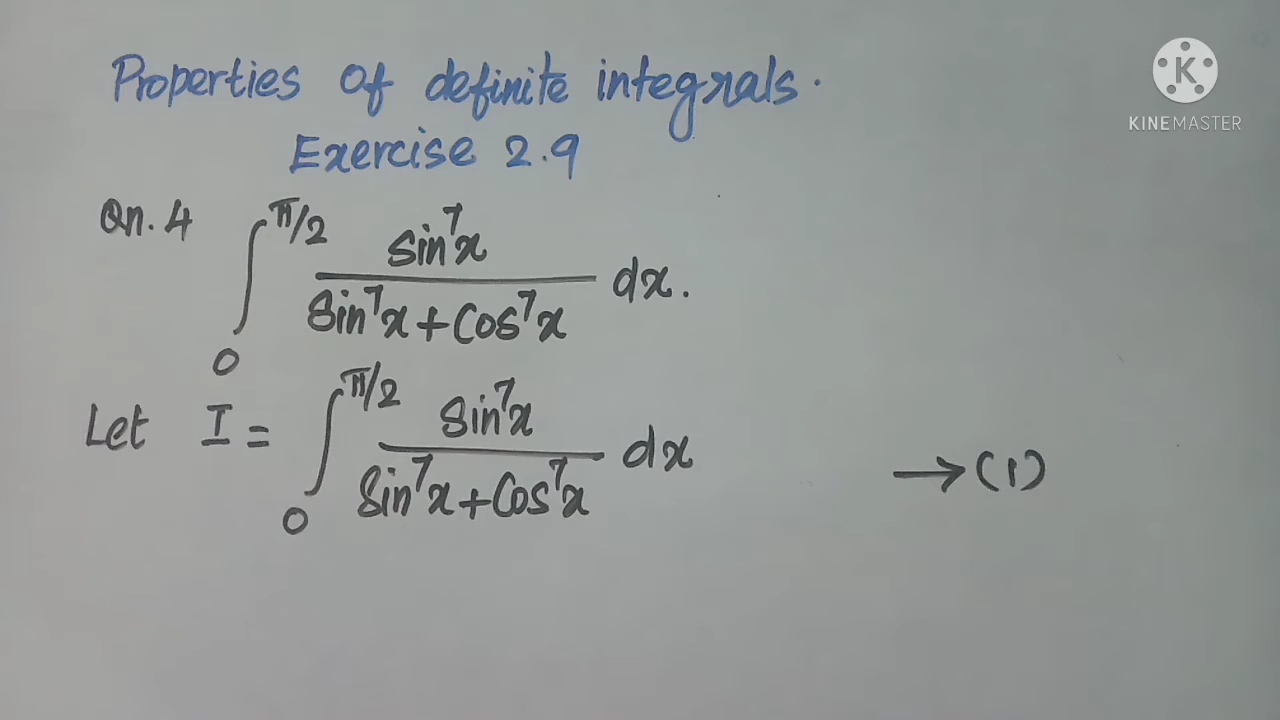 Properties of definite integrals.
Exercise 2.9
Qn. 4 ∫₀^(π/2) sin⁷x / (sin⁷x + cos⁷x) dx.
Let I = ∫₀^(π/2) sin⁷x / (sin⁷x + cos⁷x) dx → (1)
K
KINEMASTER